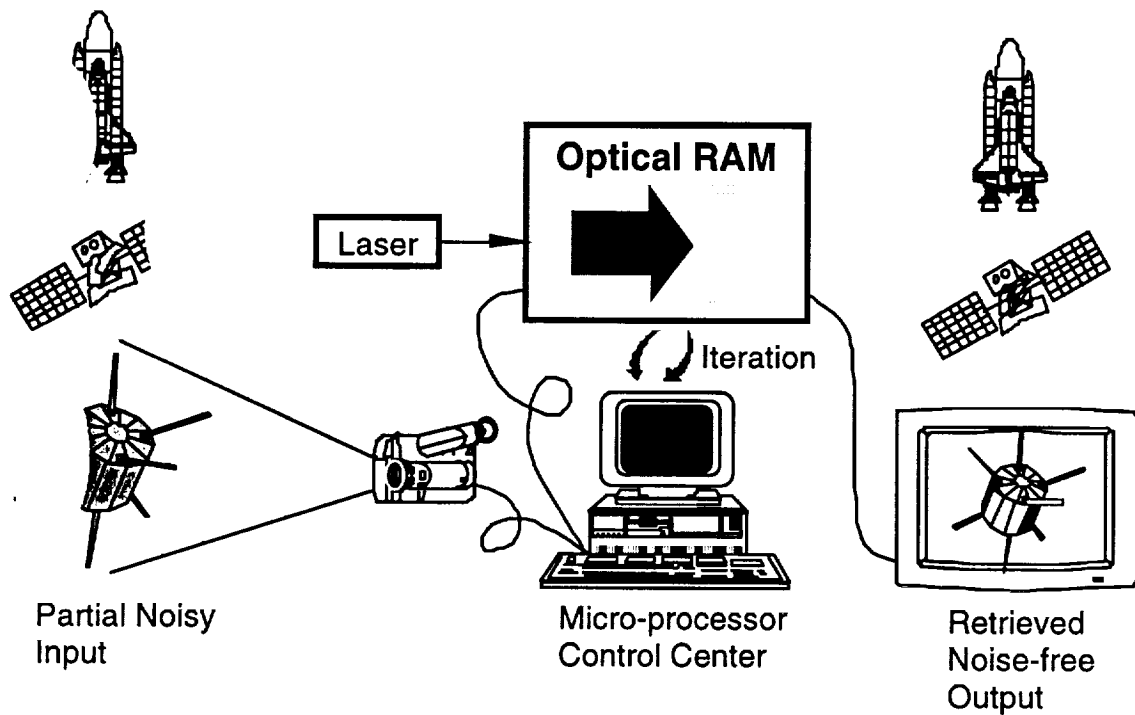 Optical RAM
Laser
Iteration
Partial Noisy
Input
Micro-processor
Control Center
Retrieved
Noise-free
Output